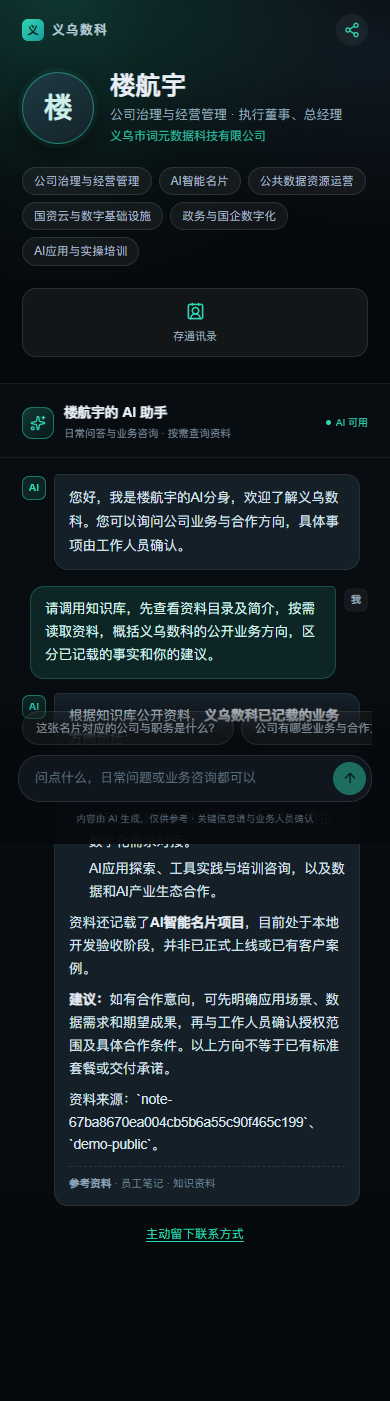 义 义乌数科
楼
楼航宇
公司治理与经营管理 · 执行董事、总经理
义乌市词元数据科技有限公司
公司治理与经营管理
AI智能名片
公共数据资源运营
国资云与数字基础设施
政务与国企数字化
AI应用与实操培训
存通讯录
楼航宇的 AI 助手
日常问答与业务咨询 · 按需查询资料
AI 可用
AI
您好，我是楼航宇的AI分身，欢迎了解义乌数
科。您可以询问公司业务与合作方向，具体事
项由工作人员确认。
我
请调用知识库，先查看资料目录及简介，按需
读取资料，概括义乌数科的公开业务方向，区
分已记载的事实和你的建议。
AI
根据知识库公开资料，义乌数科已记载的业务
这张名片对应的公司与职务是什么？
公司有哪些业务与合作
问点什么，日常问题或业务咨询都可以
内容由 AI 生成，仅供参考 · 关键信息请与业务人员确认
数字化需求对接。
AI应用探索、工具实践与培训咨询，以及数
据和AI产业生态合作。
资料还记载了AI智能名片项目，目前处于本地
开发验收阶段，并非已正式上线或已有客户案
例。
建议：如有合作意向，可先明确应用场景、数
据需求和期望成果，再与工作人员确认授权范
围及具体合作条件。以上方向不等于已有标准
套餐或交付承诺。
资料来源：`note-
67ba8670ea004cb5b6a55c90f465c199`、
`demo-public`。
参考资料 · 员工笔记 · 知识资料
主动留下联系方式